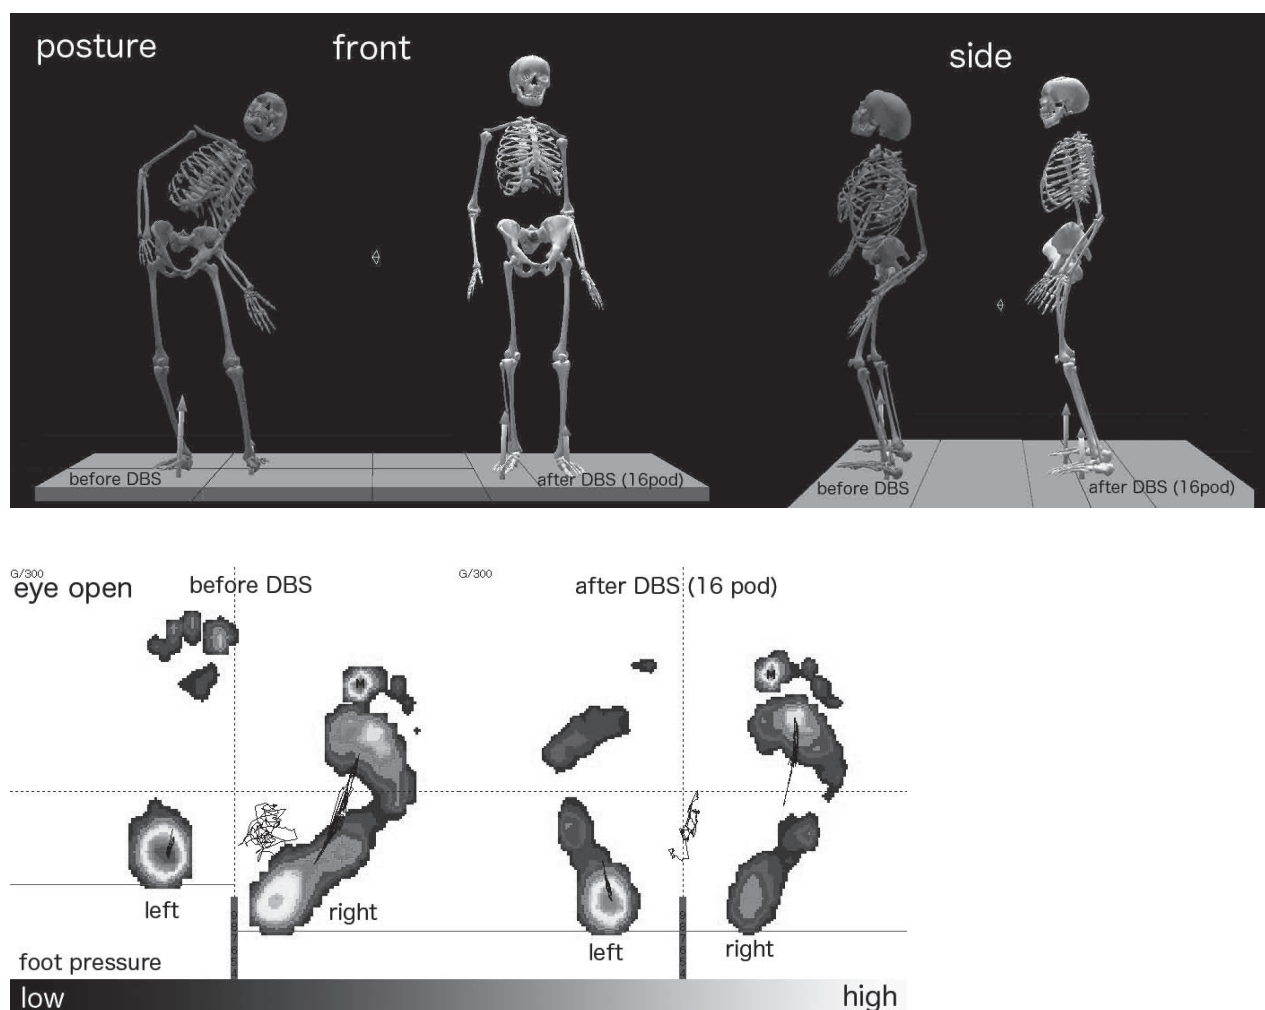 posture
front
side
before DBS
after DBS (16pod)
before DBS
after DBS (16pod)
G/300
eye open
before DBS
G/300
after DBS (16 pod)
M
M
left
right
left
right
foot pressure
low
high